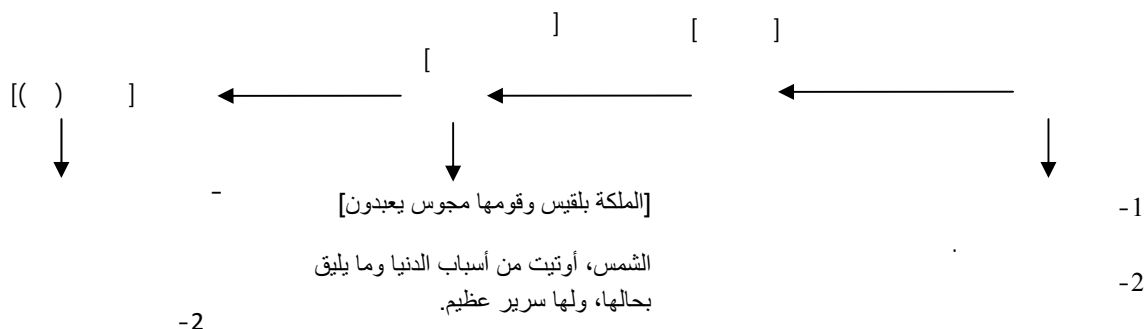 [ ] [ ]
[
[ ( ) ]
[الملكة بلقيس وقومها مجوس يعبدون]
الشمس، أوتيت من أسباب الدنيا وما يليق
بحالها، ولها سرير عظيم.
-1
.
-2
-
-2